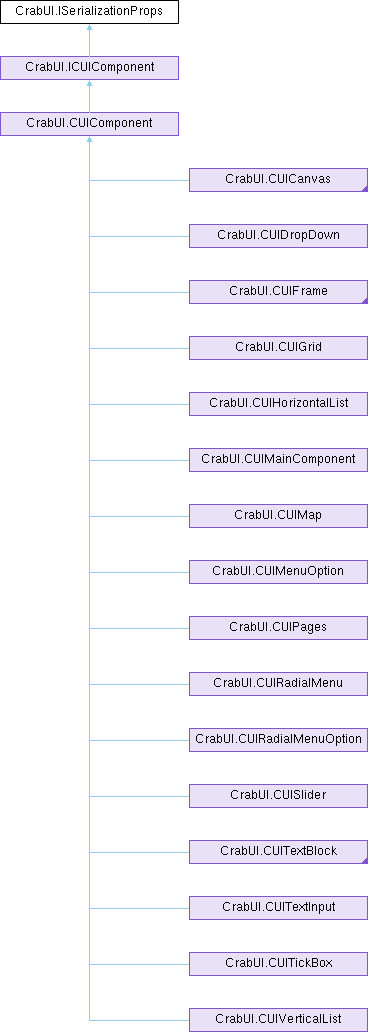 CrabUI.ISerializationProps
CrabUI.ICUIComponent
CrabUI.CUIComponent
CrabUI.CUICanvas
CrabUI.CUIDropDown
CrabUI.CUIFrame
CrabUI.CUIGrid
CrabUI.CUIHorizontalList
CrabUI.CUIMainComponent
CrabUI.CUIMap
CrabUI.CUIMenuOption
CrabUI.CUIPages
CrabUI.CUIRadialMenu
CrabUI.CUIRadialMenuOption
CrabUI.CUISlider
CrabUI.CUITextBlock
CrabUI.CUITextInput
CrabUI.CUITickBox
CrabUI.CUIVerticalList